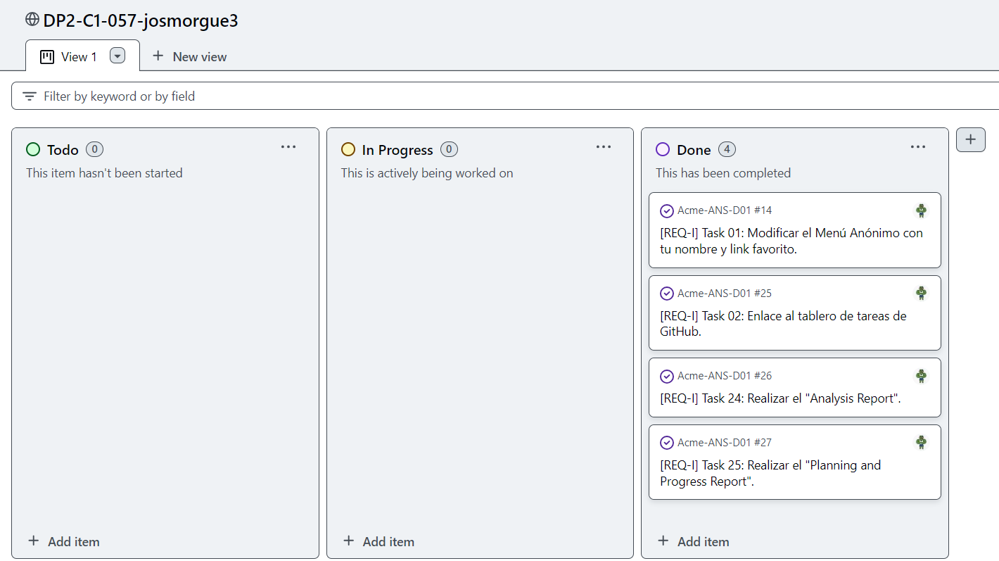 DP2-C1-057-josmorgue3
View 1
New view
Filter by keyword or by field
Todo 0
This item hasn't been started
Add item
In Progress 0
This is actively being worked on
Add item
Done 4
This has been completed
Acme-ANS-D01 #14
[REQ-I] Task 01: Modificar el Menú Anónimo con
tu nombre y link favorito.
Acme-ANS-D01 #25
[REQ-I] Task 02: Enlace al tablero de tareas de
GitHub.
Acme-ANS-D01 #26
[REQ-I] Task 24: Realizar el "Analysis Report".
Acme-ANS-D01 #27
[REQ-I] Task 25: Realizar el "Planning and
Progress Report".
Add item